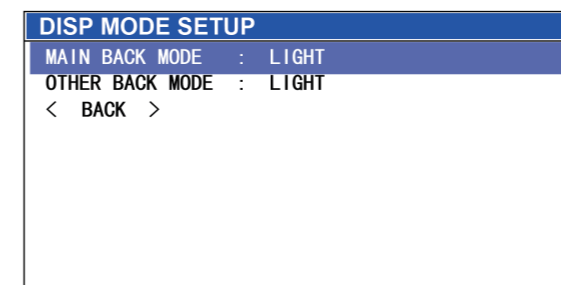 DISP MODE SETUP
MAIN BACK MODE : LIGHT
OTHER BACK MODE : LIGHT
< BACK >